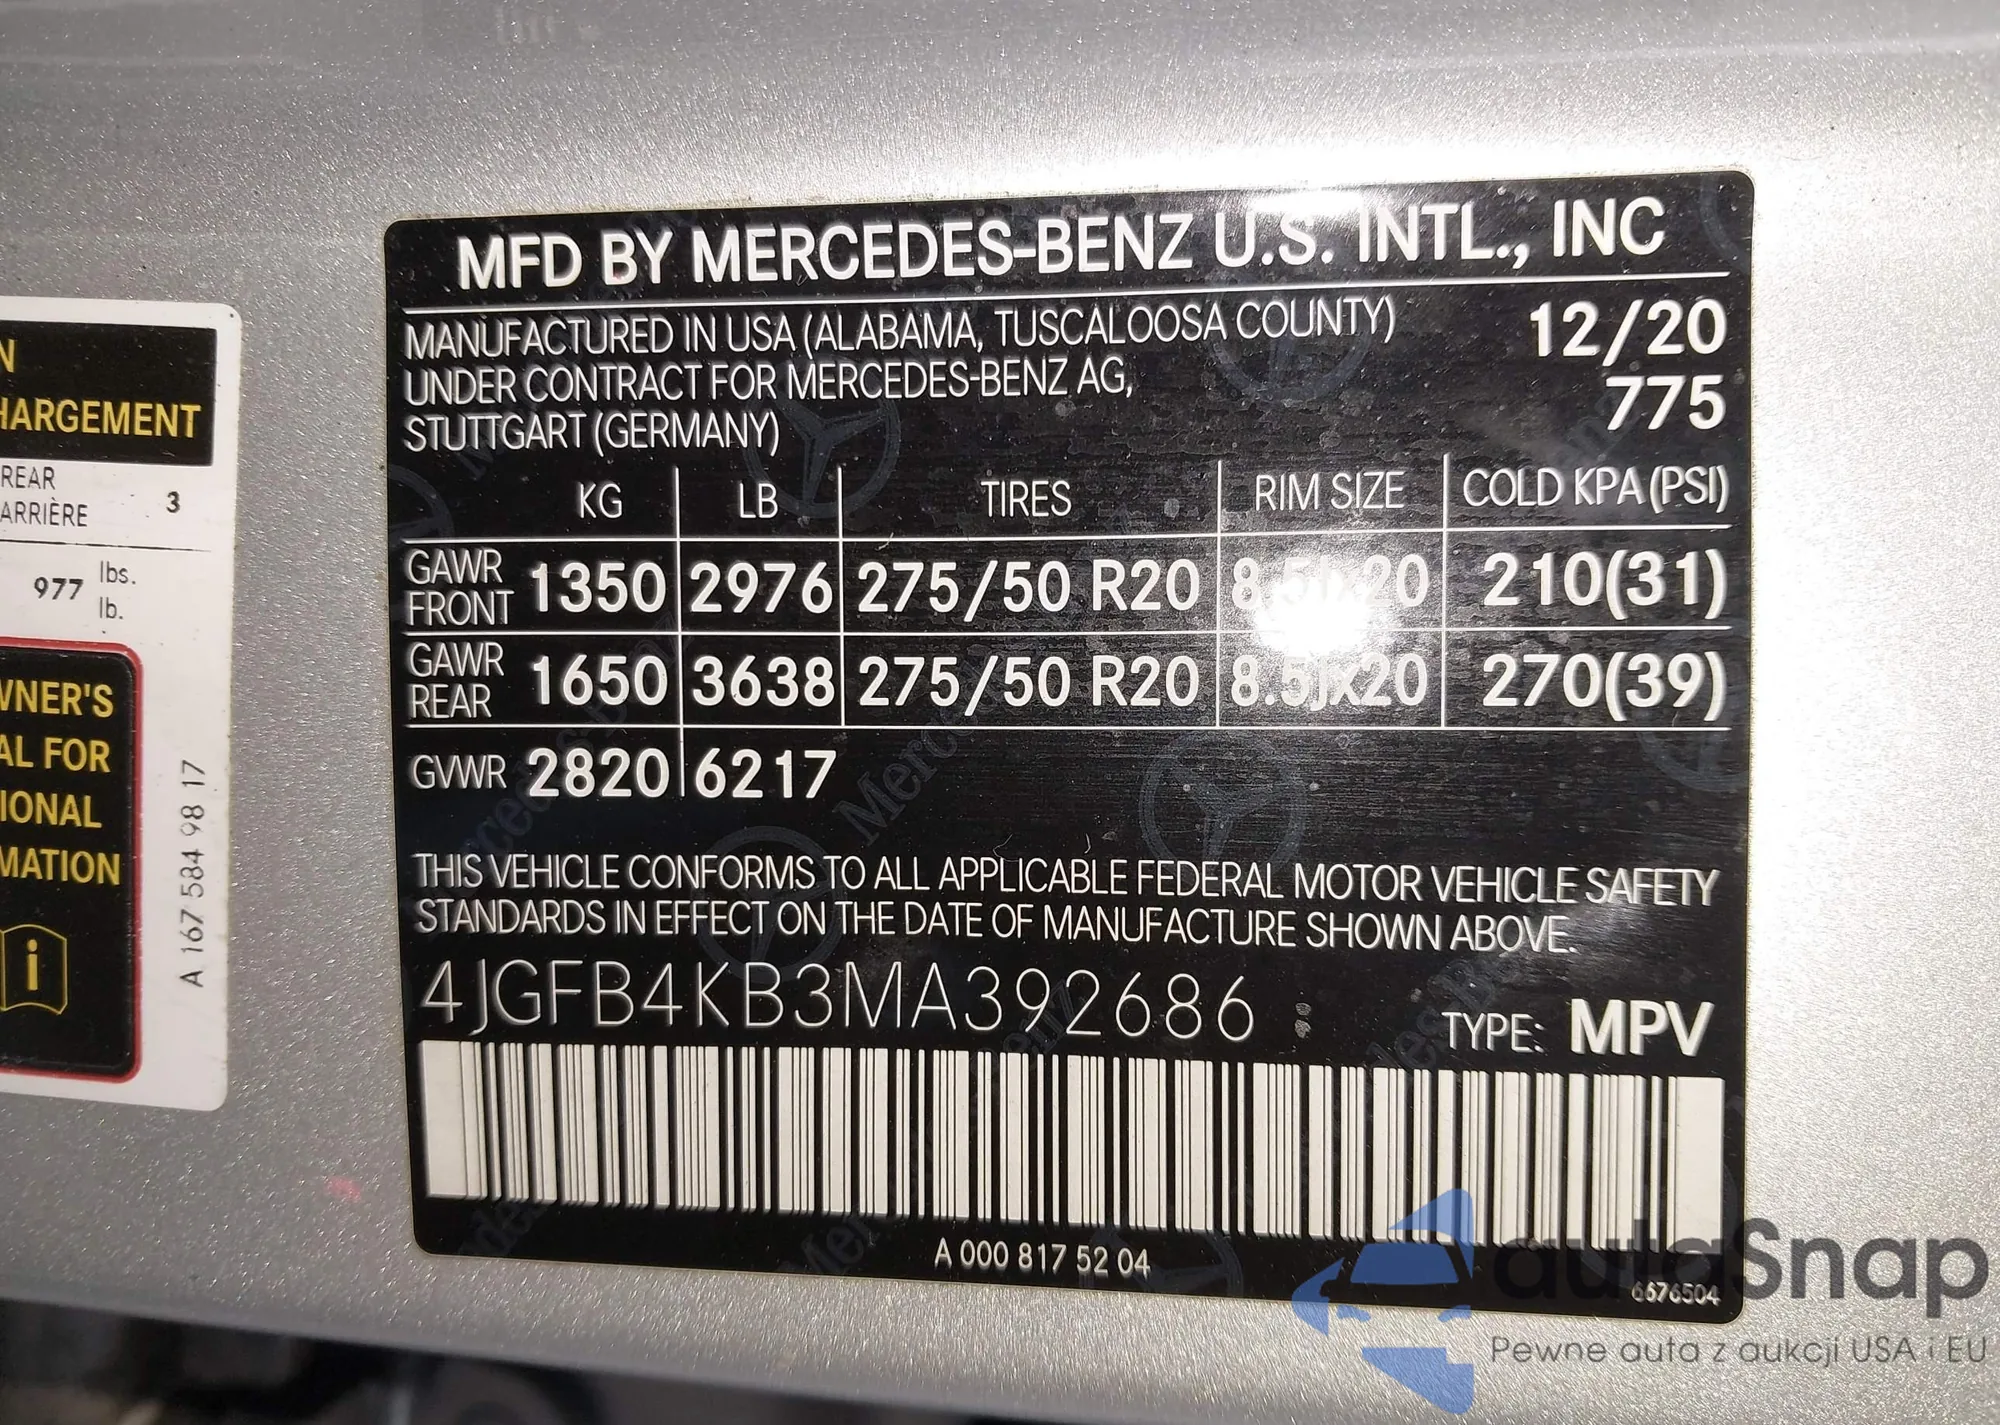 N
HARGEMENT
REAR
ARRIÈRE 3
977 lbs.
lb.
WNER'S
AL FOR
IONAL
MATION
i
A 167 584 98 17
MFD BY MERCEDES-BENZ U.S. INTL., INC
MANUFACTURED IN USA (ALABAMA, TUSCALOOSA COUNTY) 12/20
UNDER CONTRACT FOR MERCEDES-BENZ AG, 775
STUTTGART (GERMANY)
KG LB TIRES RIM SIZE COLD KPA (PSI)
GAWR FRONT 1350 2976 275/50 R20 8.5Jx20 210(31)
GAWR REAR 1650 3638 275/50 R20 8.5Jx20 270(39)
GVWR 2820 6217
THIS VEHICLE CONFORMS TO ALL APPLICABLE FEDERAL MOTOR VEHICLE SAFETY
STANDARDS IN EFFECT ON THE DATE OF MANUFACTURE SHOWN ABOVE.
4JGFB4KB3MA392686
TYPE: MPV
A 000 817 52 04
6676504
autaSnap
Pewne auta z aukcji USA i EU